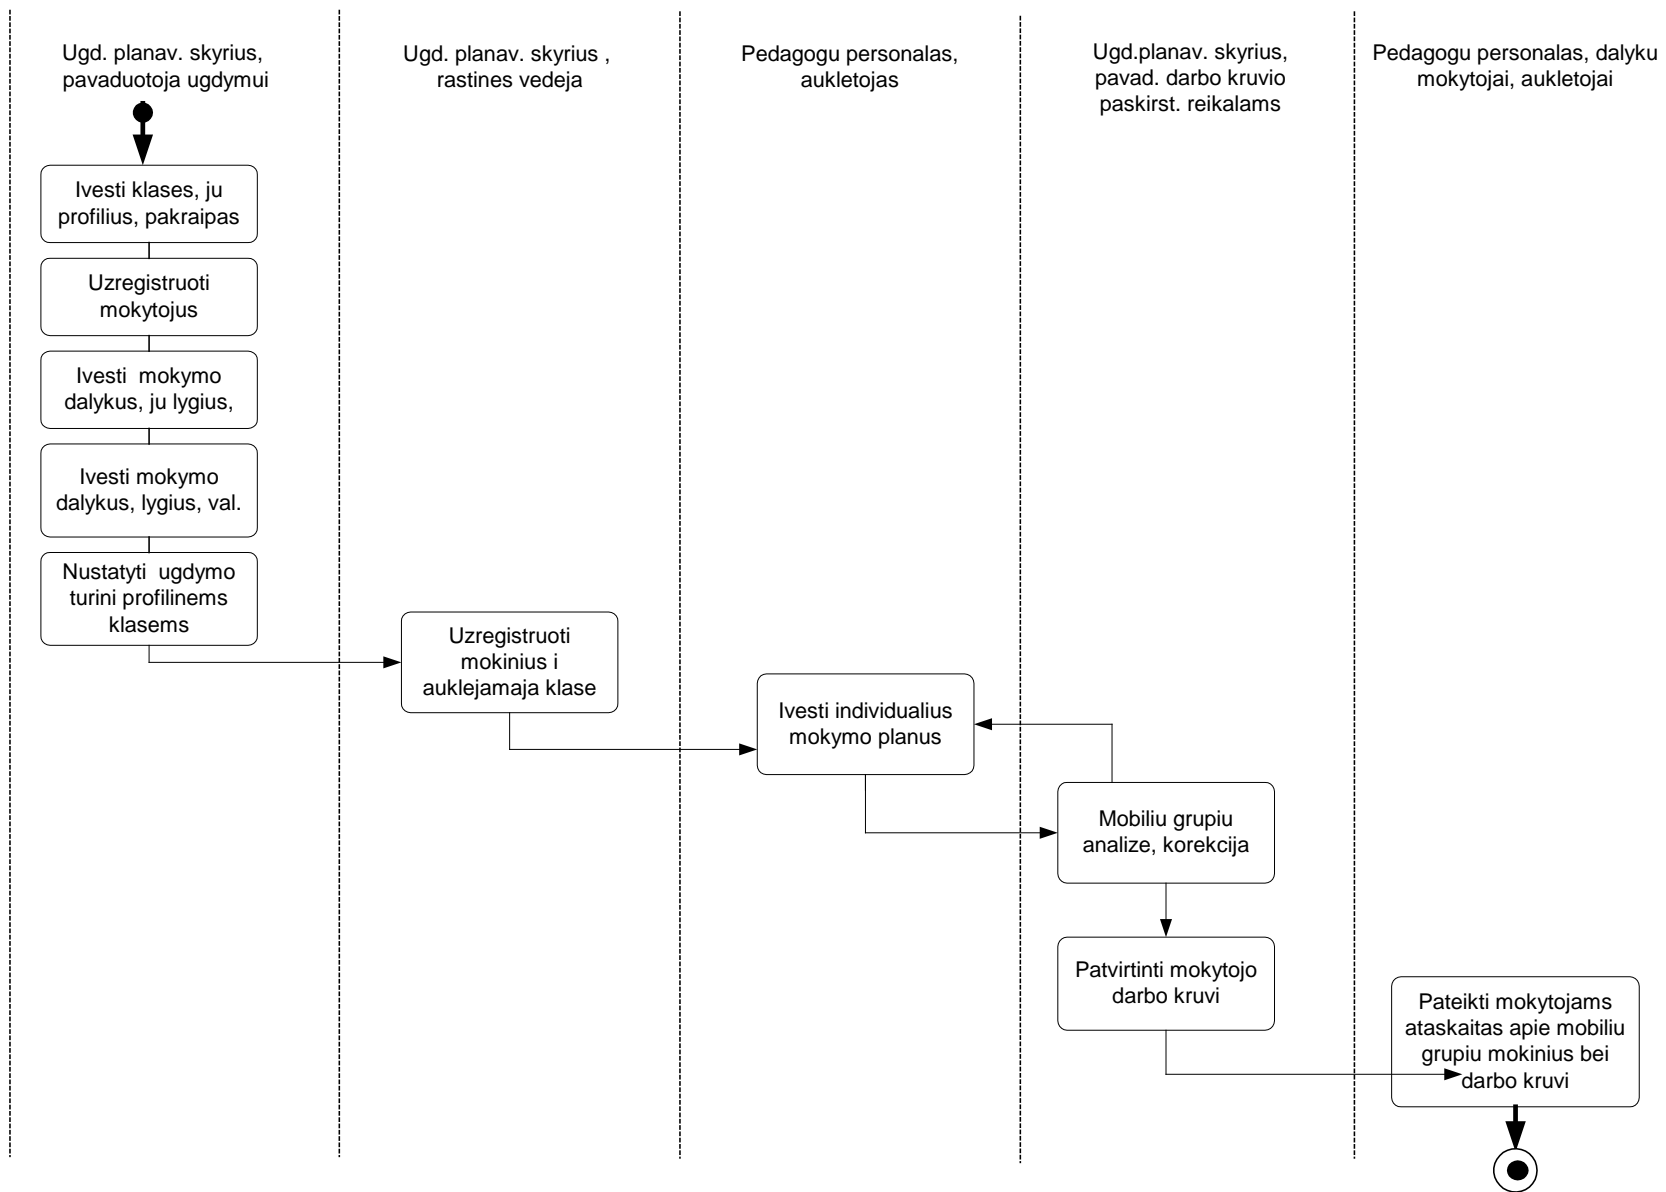 Ugd. planav. skyrius,
pavaduotoja ugdymui
Ugd. planav. skyrius ,
rastines vedeja
Pedagogu personalas,
aukletojas
Ugd.planav. skyrius,
pavad. darbo kruvio
paskirst. reikalams
Pedagogu personalas, dalyku
mokytojai, aukletojai
Ivesti klases, ju
profilius, pakraipas
Uzregistruoti
mokytojus
Ivesti mokymo
dalykus, ju lygius,
Ivesti mokymo
dalykus, lygius, val.
Nustatyti ugdymo
turini profilinems
klasems
Uzregistruoti
mokinius i
auklejamaja klase
Ivesti individualius
mokymo planus
Mobiliu grupiu
analize, korekcija
Patvirtinti mokytojo
darbo kruvi
Pateikti mokytojams
ataskaitas apie mobiliu
grupiu mokinius bei
darbo kruvi